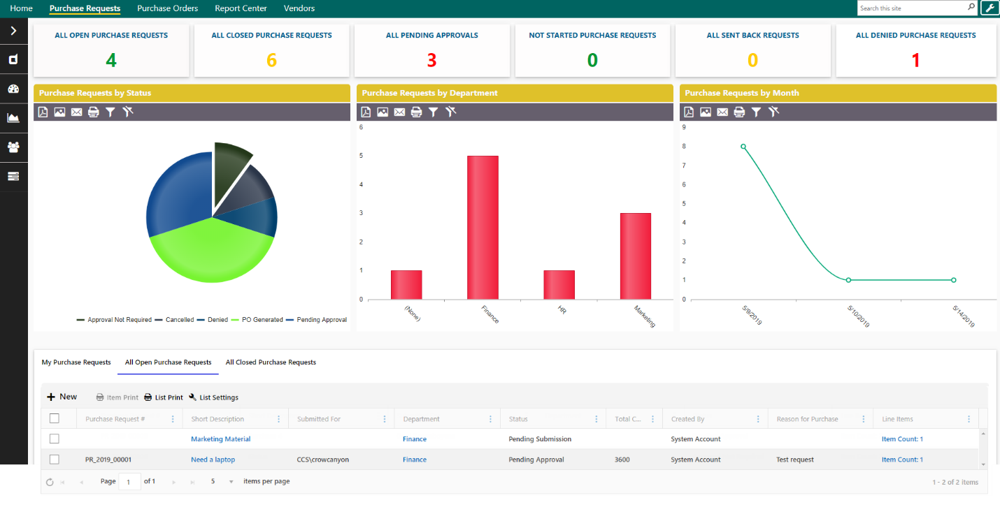 Home Purchase Requests Purchase Orders Report Center Vendors Search this site
ALL OPEN PURCHASE REQUESTS ALL CLOSED PURCHASE REQUESTS ALL PENDING APPROVALS NOT STARTED PURCHASE REQUESTS ALL SENT BACK REQUESTS ALL DENIED PURCHASE REQUESTS
4 6 3 0 0 1
Purchase Requests by Status Purchase Requests by Department Purchase Requests by Month
6
5
4
3
2
1
0
(None) Finance HR Marketing
9
8
7
6
5
4
3
2
1
0
5/9/2019 5/10/2019 5/14/2019
Approval Not Required Cancelled Denied PO Generated Pending Approval
My Purchase Requests All Open Purchase Requests All Closed Purchase Requests
New Item Print List Print List Settings
Purchase Request # Short Description Submitted For Department Status Total C... Created By Reason for Purchase Line Items
Marketing Material Finance Pending Submission System Account Item Count: 1
PR_2019_00001 Need a laptop CCS\crowcanyon Finance Pending Approval 3600 System Account Test request Item Count: 1
Page 1 of 1 5 items per page 1 - 2 of 2 items